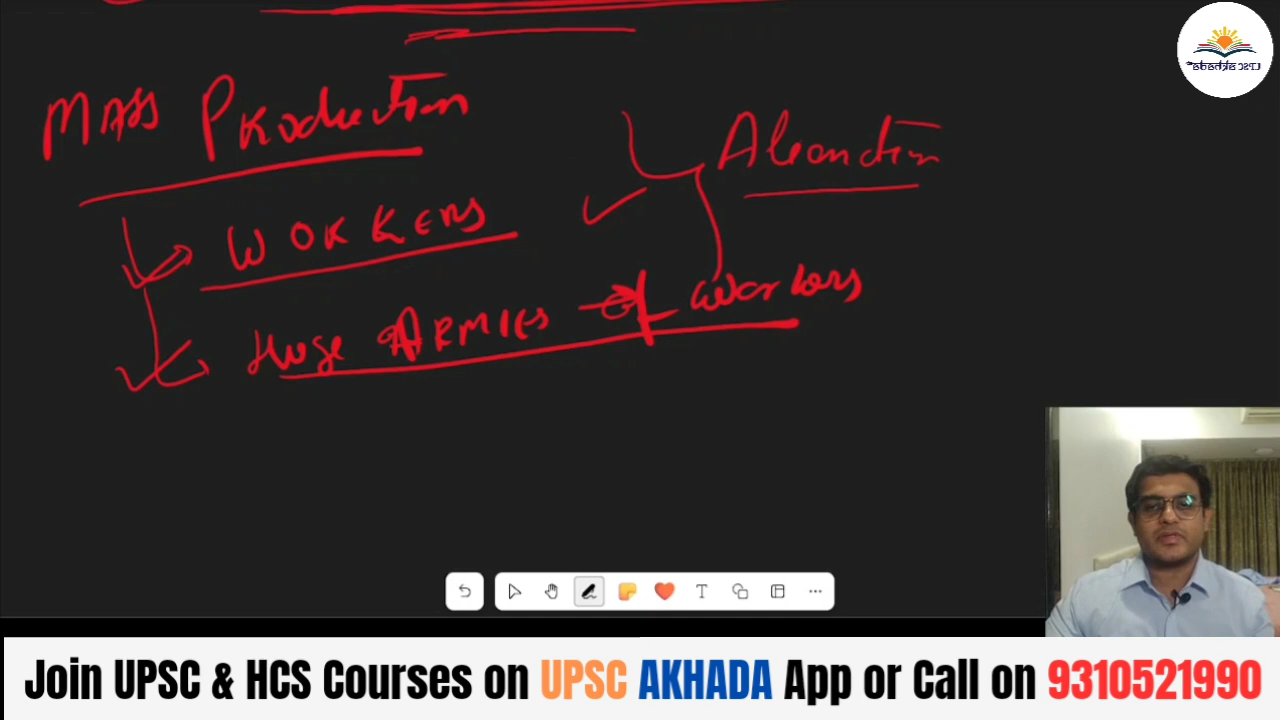 MASS Production
Alienation
WORKERS
Huge ARMIES of workers
Join UPSC & HCS Courses on UPSC AKHADA App or Call on 9310521990